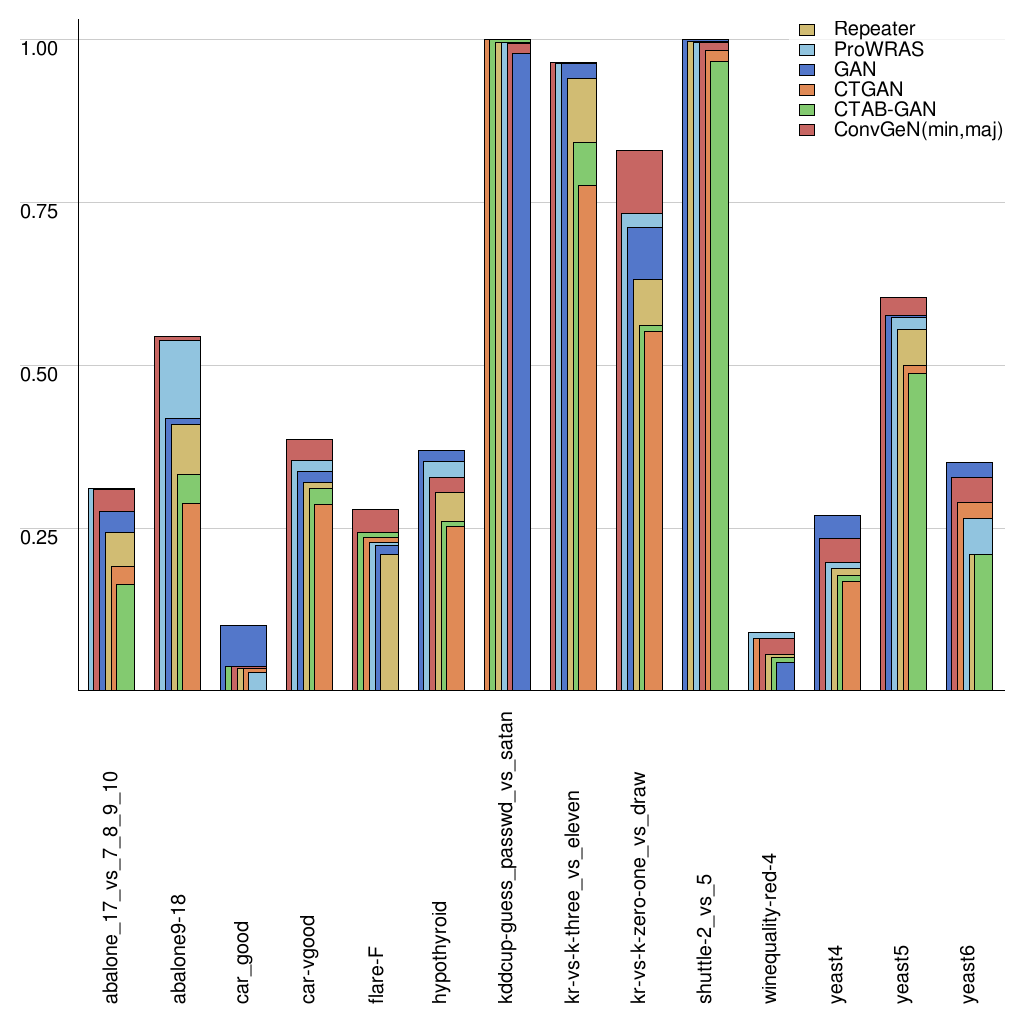 1.00
0.75
0.50
0.25
Repeater
ProWRAS
GAN
CTGAN
CTAB-GAN
ConvGeN(min,maj)
abalone_17_vs_7_8_9_10
abalone9-18
car_good
car-vgood
flare-F
hypothyroid
kddcup-guess_passwd_vs_satan
kr-vs-k-three_vs_eleven
kr-vs-k-zero-one_vs_draw
shuttle-2_vs_5
winequality-red-4
yeast4
yeast5
yeast6